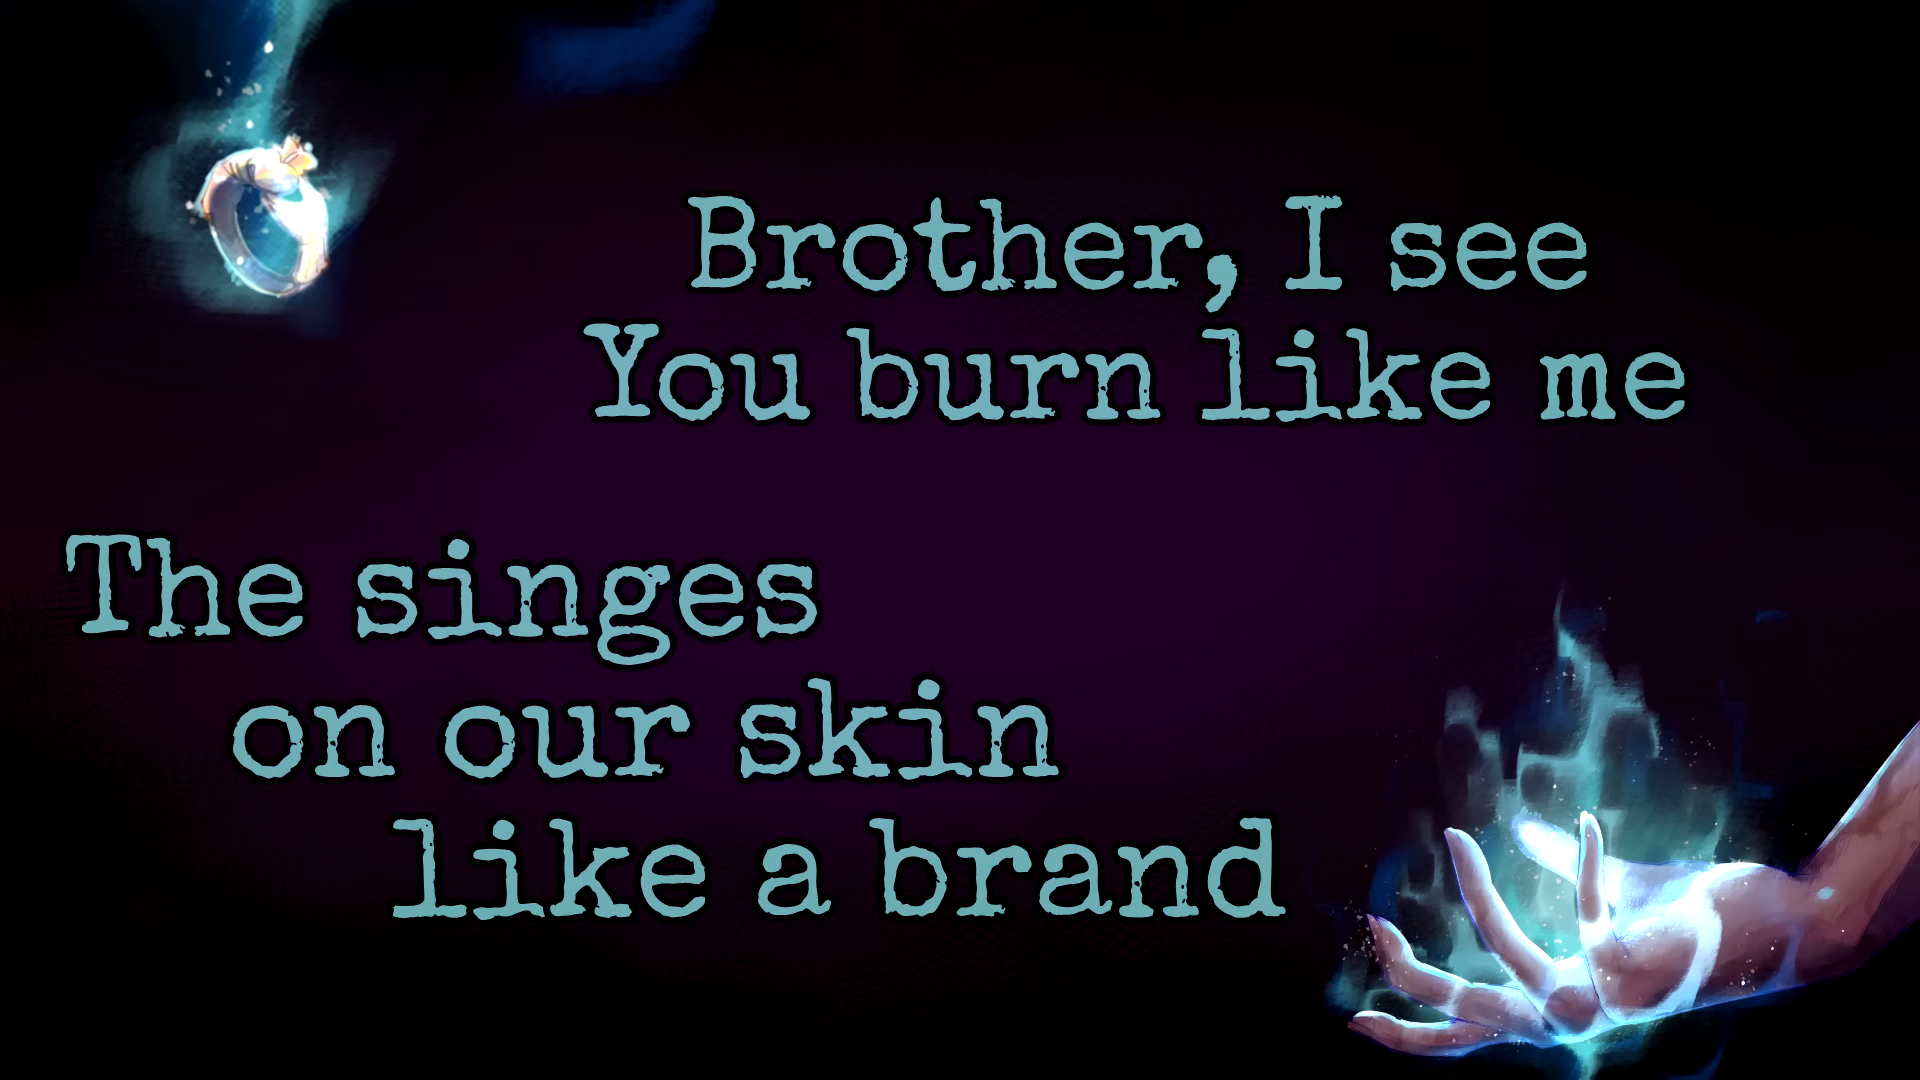 Brother, I see
You burn like me
The singes
on our skin
like a brand